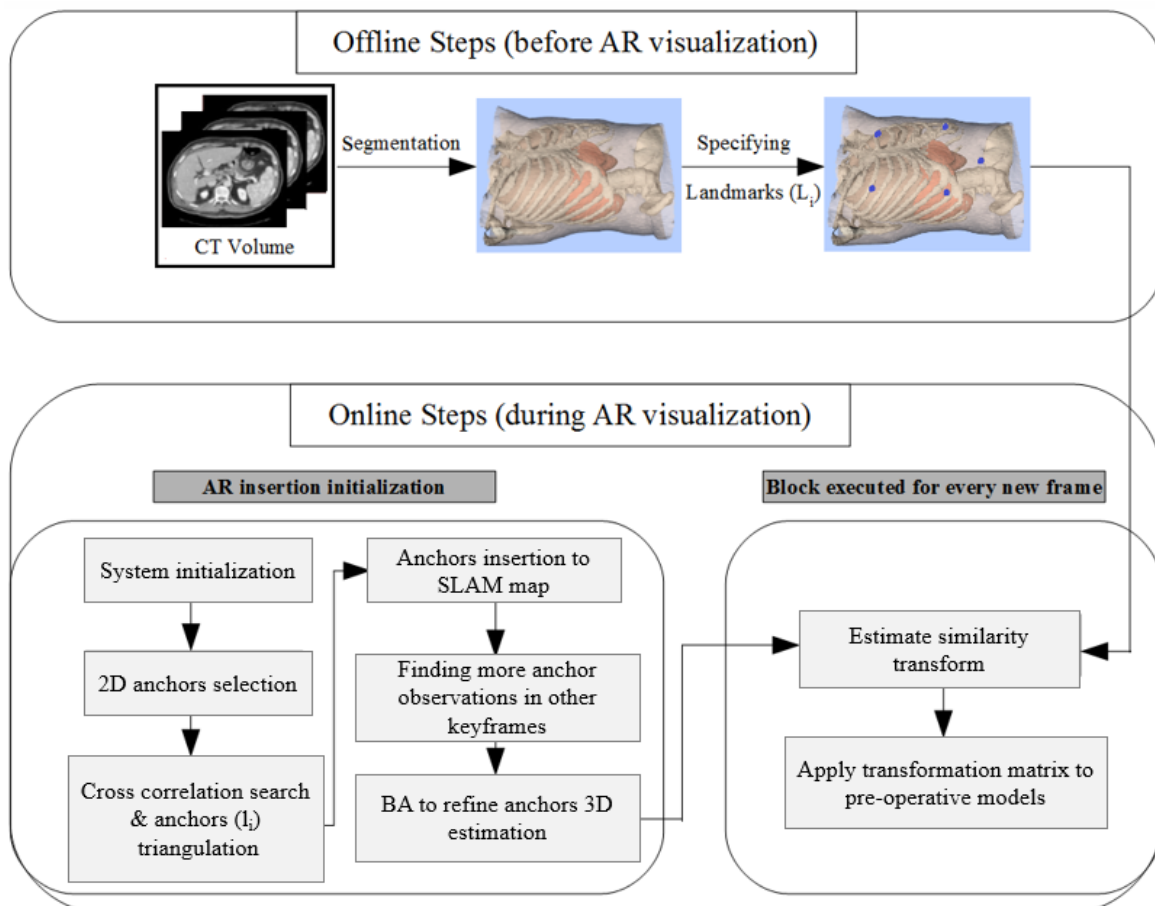 Offline Steps (before AR visualization)
CT Volume
Segmentation
Specifying
Landmarks (Li)
Online Steps (during AR visualization)
AR insertion initialization
System initialization
2D anchors selection
Cross correlation search
& anchors (li)
triangulation
Anchors insertion to
SLAM map
Finding more anchor
observations in other
keyframes
BA to refine anchors 3D
estimation
Block executed for every new frame
Estimate similarity
transform
Apply transformation matrix to
pre-operative models